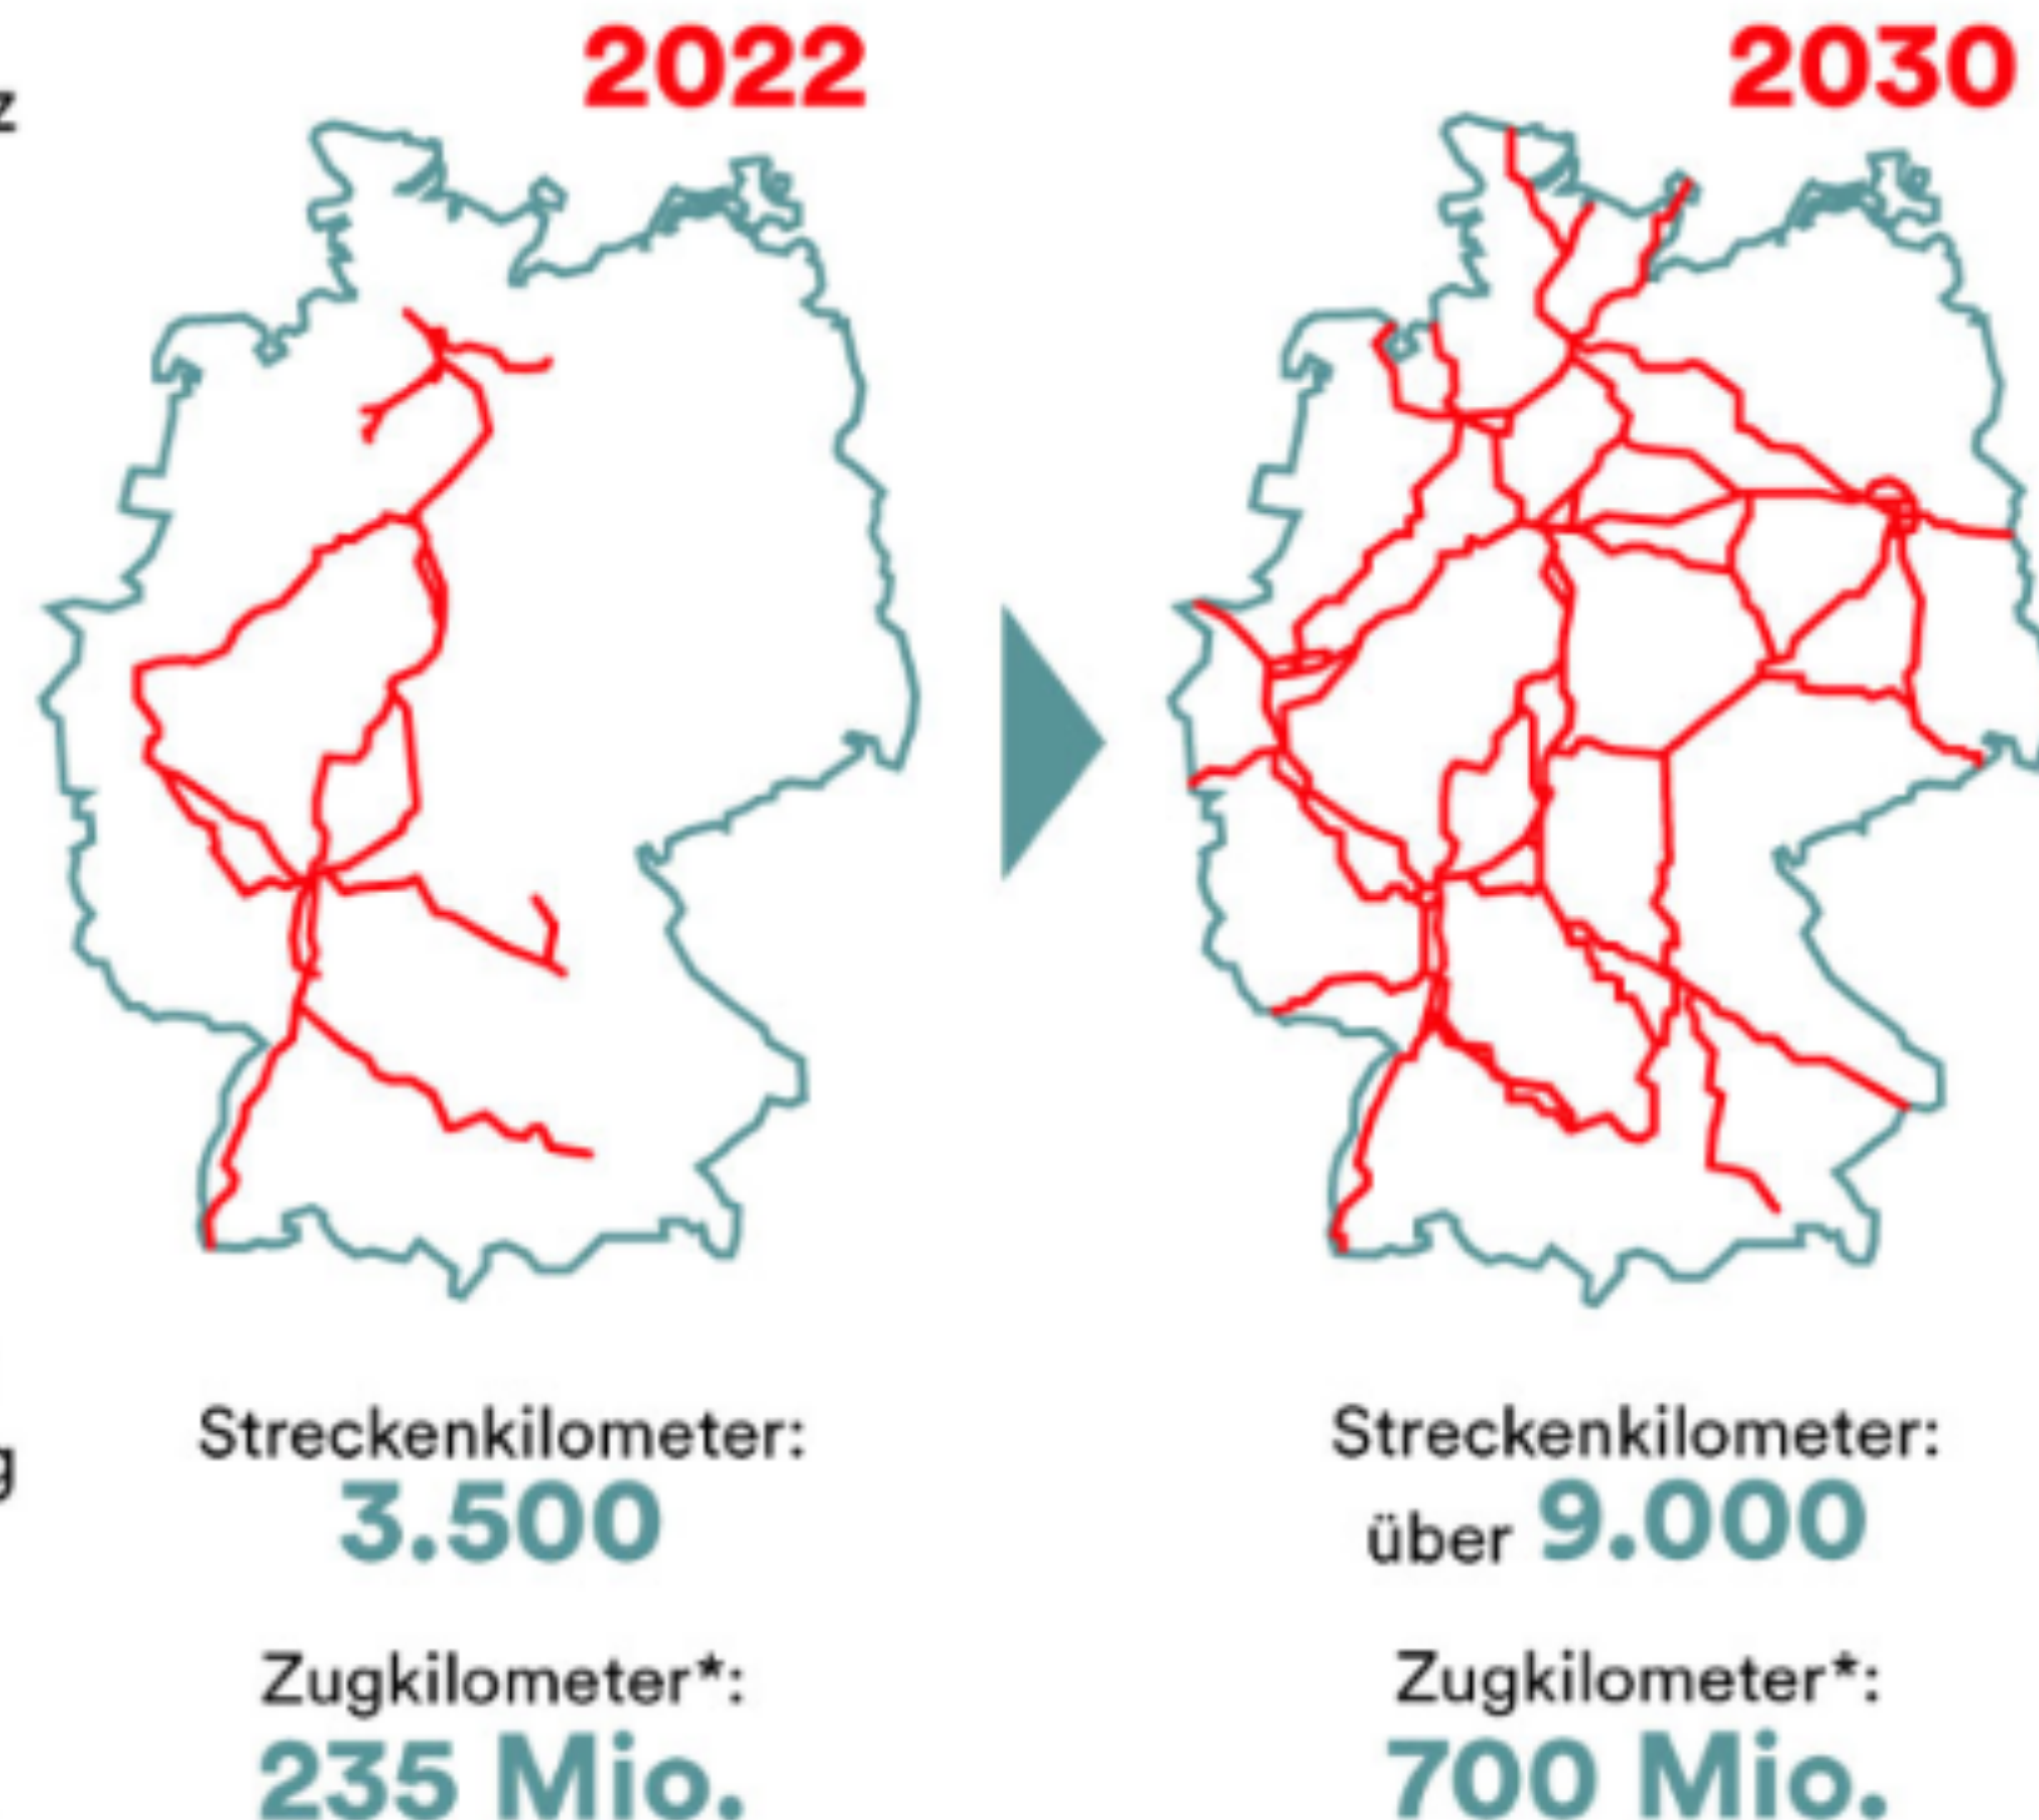 2022
Streckenkilometer:
3.500
Zugkilometer*:
235 Mio.
2030
Streckenkilometer:
über 9.000
Zugkilometer*:
700 Mio.